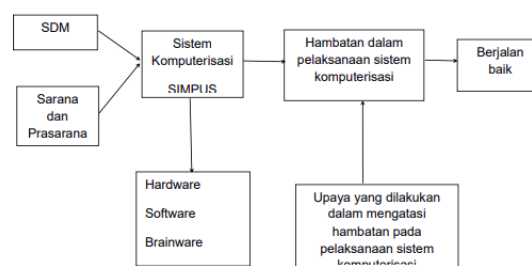 SDM
Sarana
dan
Prasarana
Sistem
Komputerisasi
SIMPUS
Hambatan dalam
pelaksanaan sistem
komputerisasi
Berjalan
baik
Hardware
Software
Brainware
Upaya yang dilakukan
dalam mengatasi
hambatan pada
pelaksanaan sistem
komputerisasi